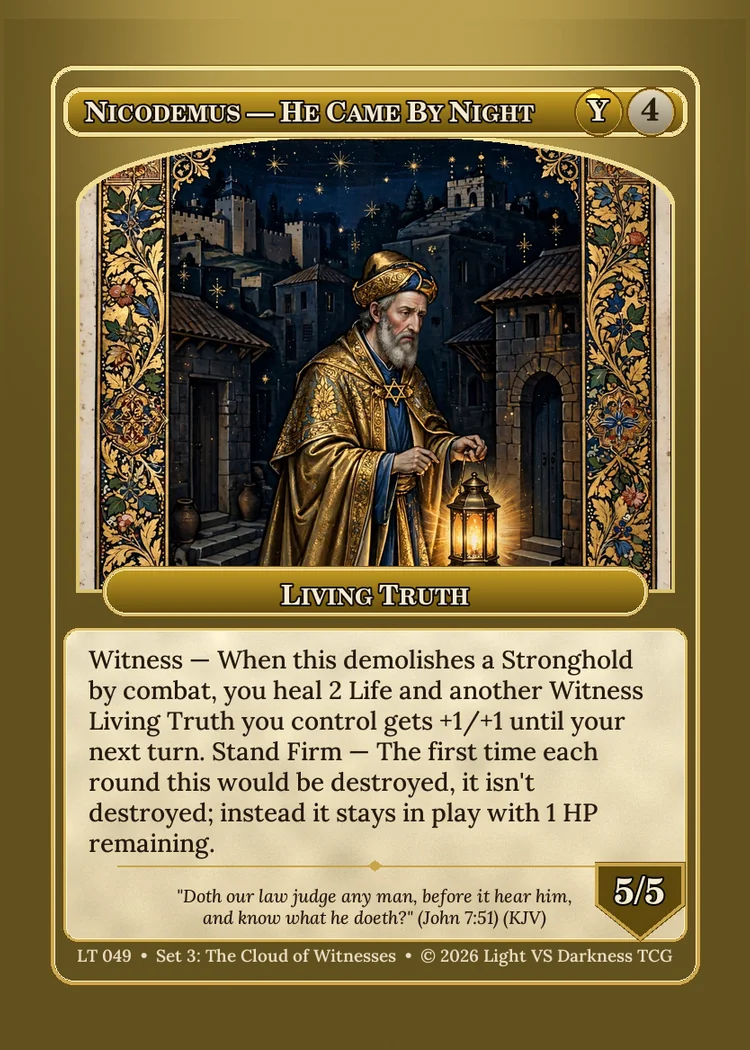 Nicodemus — He Came By Night Y 4
Living Truth
Witness — When this demolishes a Stronghold
by combat, you heal 2 Life and another Witness
Living Truth you control gets +1/+1 until your
next turn. Stand Firm — The first time each
round this would be destroyed, it isn't
destroyed; instead it stays in play with 1 HP
remaining.
"Doth our law judge any man, before it hear him,
and know what he doeth?" (John 7:51) (KJV)
5/5
LT 049 • Set 3: The Cloud of Witnesses • © 2026 Light VS Darkness TCG